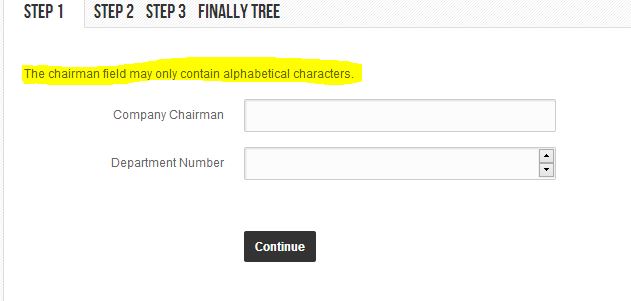 STEP 1 STEP 2 STEP 3 FINALLY TREE
The chairman field may only contain alphabetical characters.
Company Chairman
Department Number
Continue